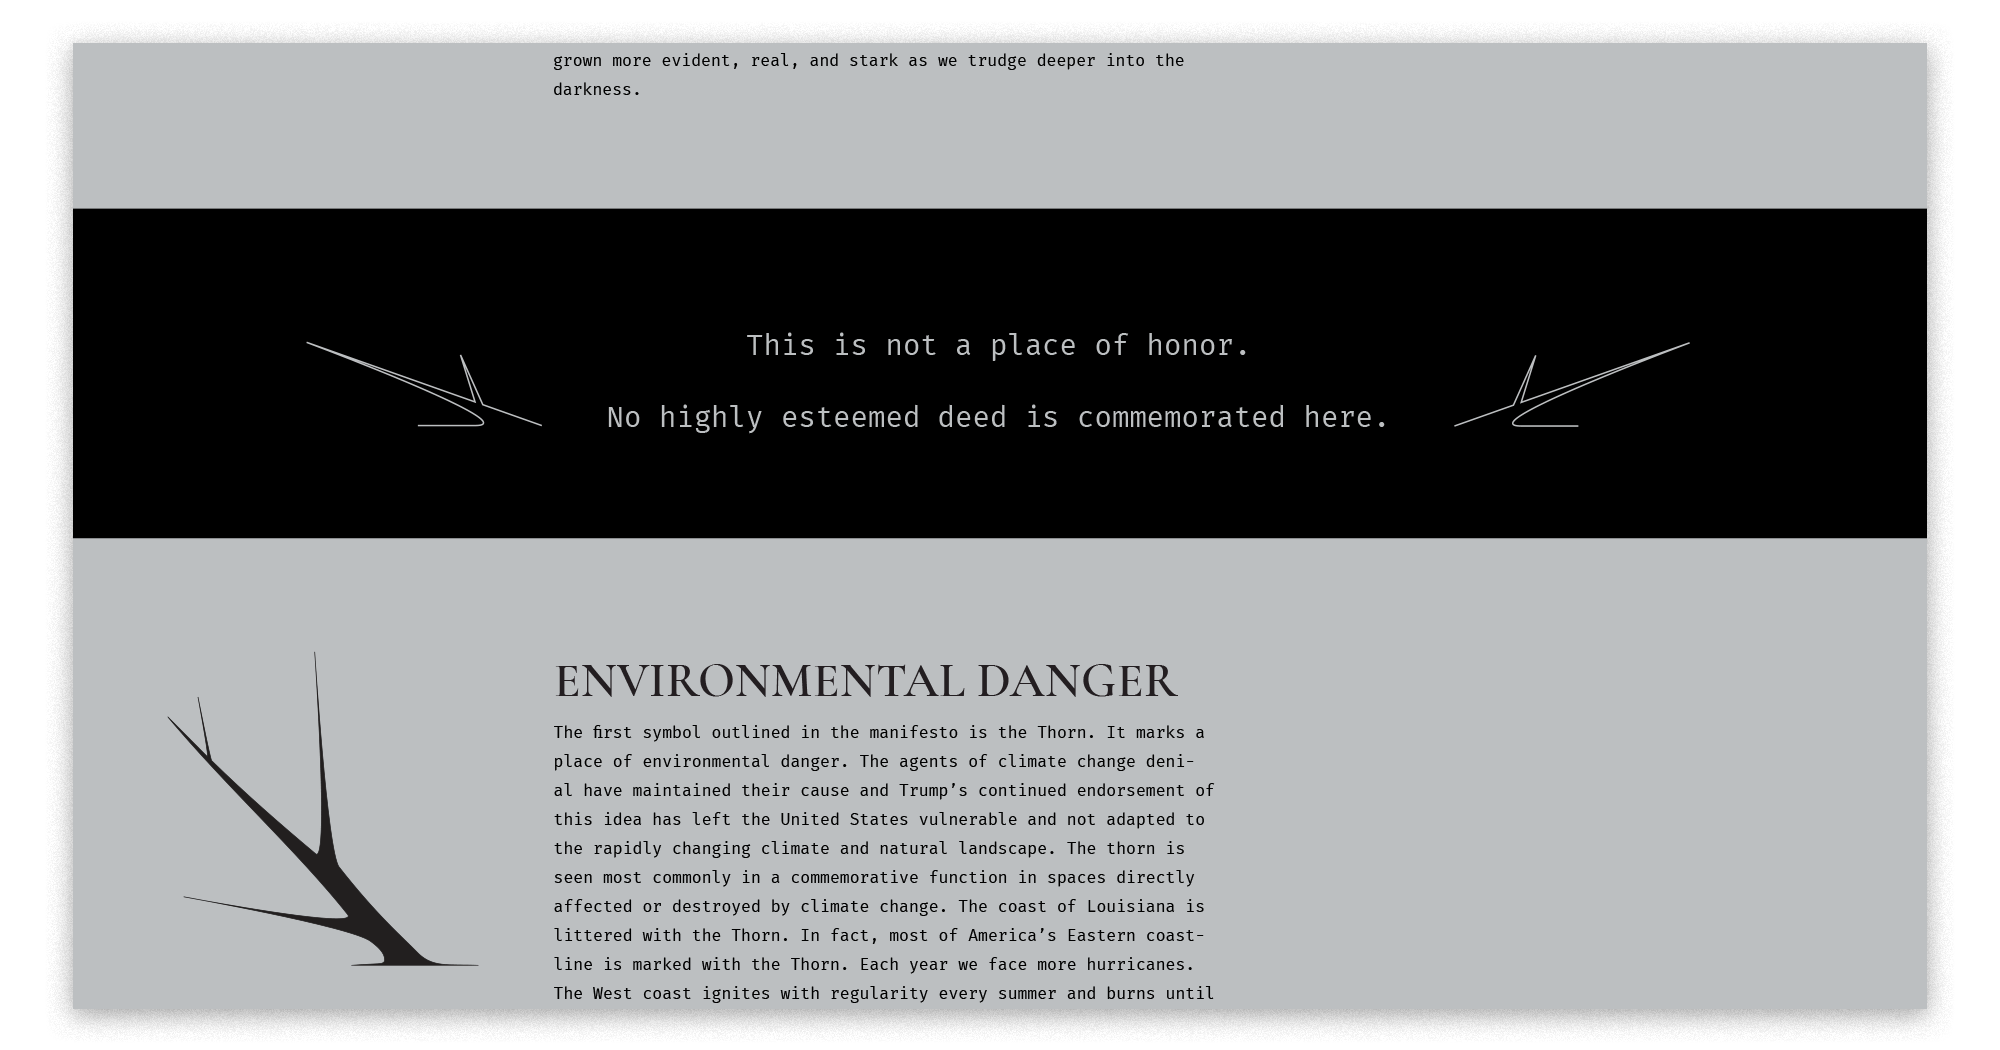 grown more evident, real, and stark as we trudge deeper into the
darkness.
This is not a place of honor.
No highly esteemed deed is commemorated here.
ENVIRONMENTAL DANGER
The first symbol outlined in the manifesto is the Thorn. It marks a
place of environmental danger. The agents of climate change deni-
al have maintained their cause and Trump’s continued endorsement of
this idea has left the United States vulnerable and not adapted to
the rapidly changing climate and natural landscape. The thorn is
seen most commonly in a commemorative function in spaces directly
affected or destroyed by climate change. The coast of Louisiana is
littered with the Thorn. In fact, most of America’s Eastern coast-
line is marked with the Thorn. Each year we face more hurricanes.
The West coast ignites with regularity every summer and burns until